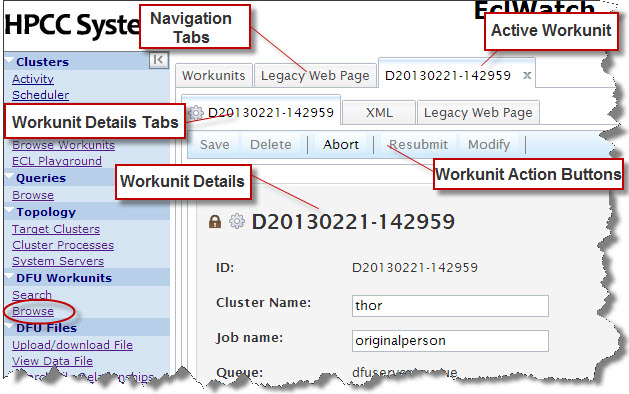 HPCC Syste
EclWatch
Navigation
Tabs
Active Workunit
Clusters
Activity
Scheduler
Workunits
Legacy Web Page
D20130221-142959 x
Workunit Details Tabs
D20130221-142959
XML
Legacy Web Page
Browse Workunits
ECL Playground
Save
Delete
Abort
Resubmit
Modify
Queries
Browse
Workunit Details
Workunit Action Buttons
Topology
Target Clusters
Cluster Processes
System Servers
D20130221-142959
DFU Workunits
Search
Browse
ID:
D20130221-142959
Cluster Name:
thor
DFU Files
Upload/download File
View Data File
Job name:
originalperson
Queue: